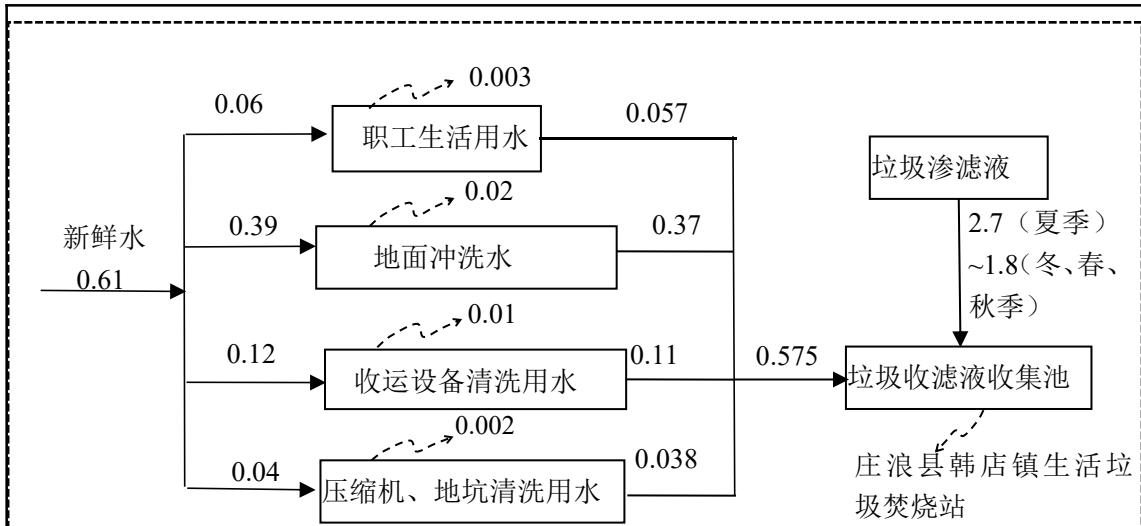 0.003
0.06
职工生活用水
0.057
垃圾渗滤液
0.02
新鲜水
0.39
地面冲洗水
0.37
2.7（夏季）
~1.8（冬、春、
秋季）
0.61
0.01
0.12
收运设备清洗用水
0.11
0.575
垃圾收滤液收集池
0.002
0.04
压缩机、地坑清洗用水
0.038
庄浪县韩店镇生活垃
圾焚烧站